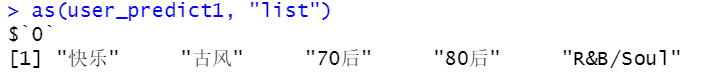 > as(user_predict1, "list")
$`0`
[1] "快乐" "古风" "70后" "80后" "R&B/Soul"